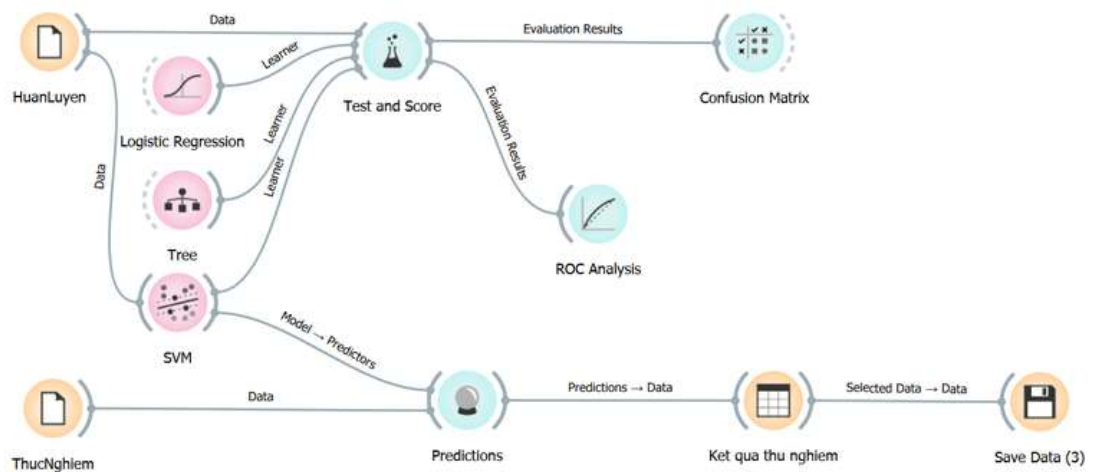 Data
Evaluation Results
HuanLuyen
Learner
Test and Score
Confusion Matrix
Logistic Regression
Learner
Evaluation Results
Data
Learner
Tree
ROC Analysis
SVM
Model → Predictors
Data
Predictions → Data
Selected Data → Data
ThucNghiem
Predictions
Ket qua thu nghiem
Save Data (3)